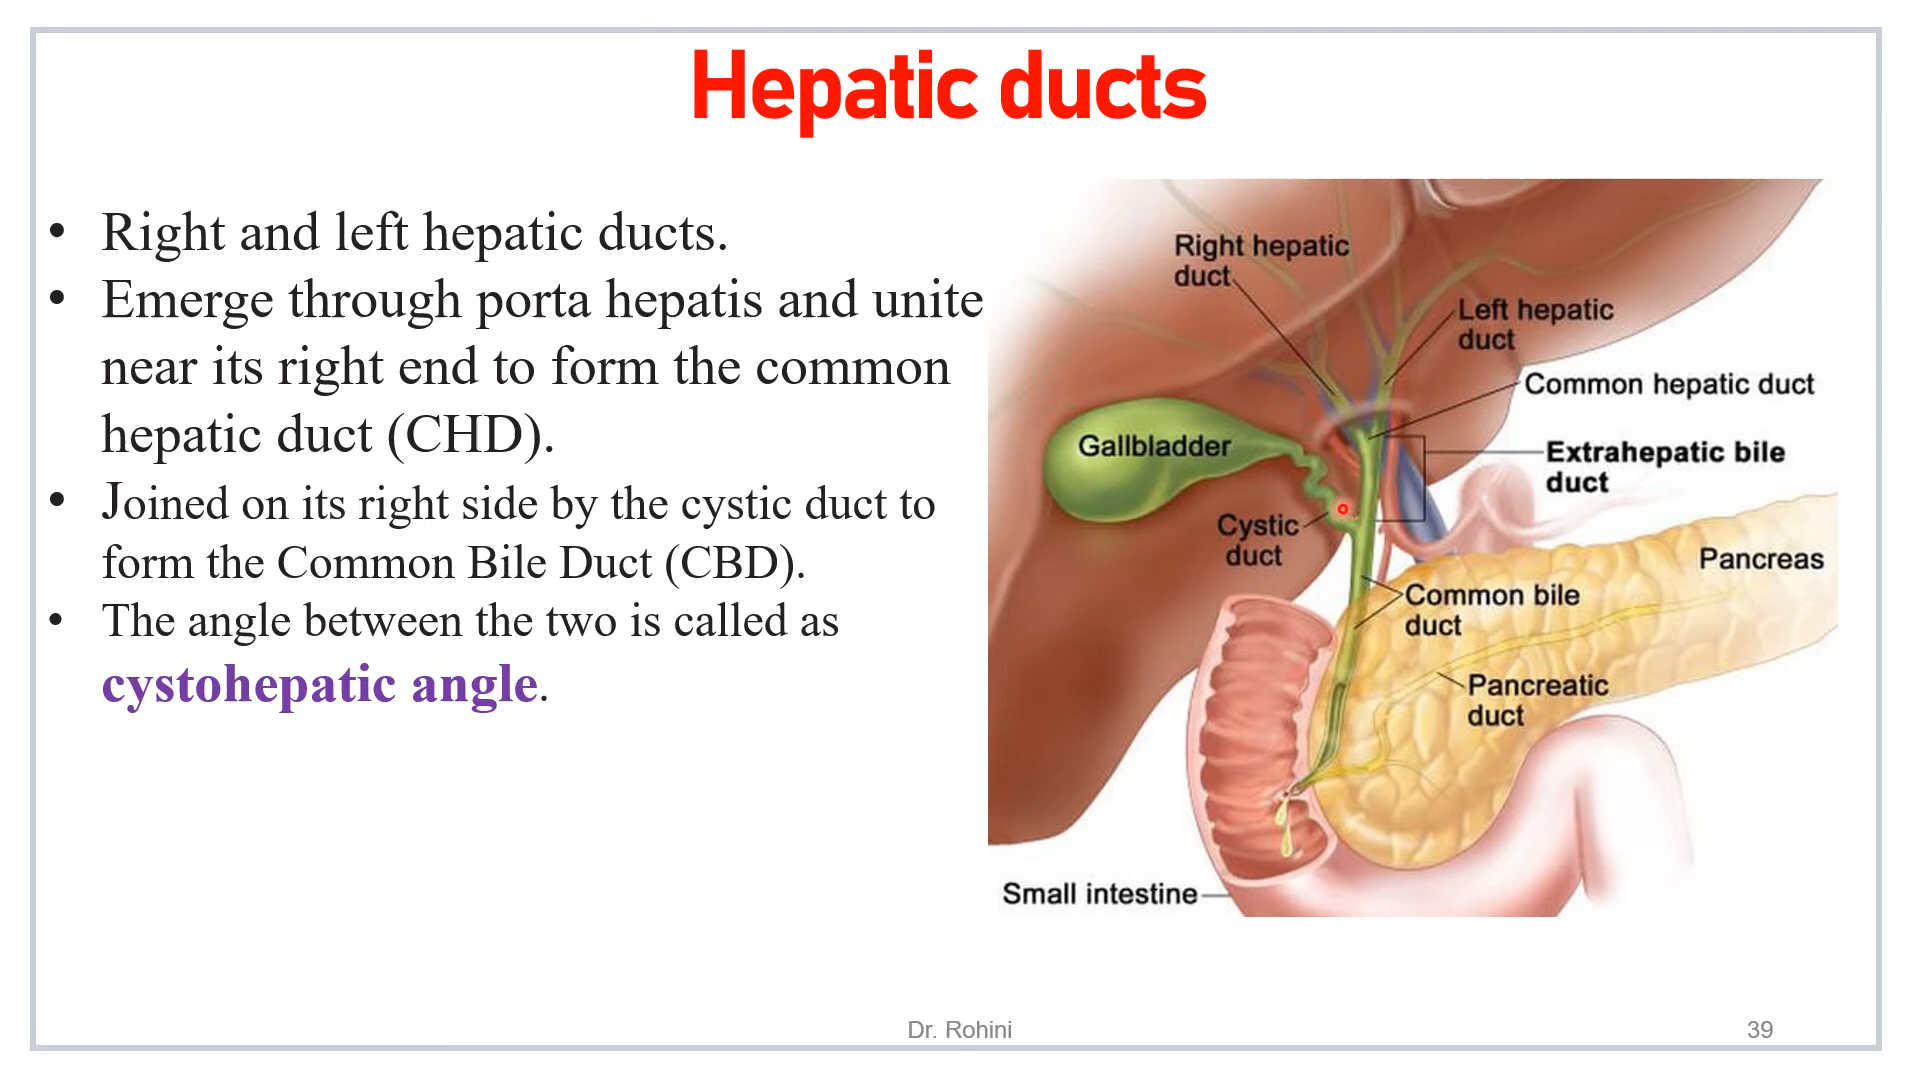 Hepatic ducts
• Right and left hepatic ducts.
• Emerge through porta hepatis and unite
near its right end to form the common
hepatic duct (CHD).
• Joined on its right side by the cystic duct to
form the Common Bile Duct (CBD).
• The angle between the two is called as
cystohepatic angle.
Right hepatic
duct
Left hepatic
duct
Common hepatic duct
Gallbladder
Extrahepatic bile
duct
Cystic
duct
Pancreas
Common bile
duct
Pancreatic
duct
Small intestine
Dr. Rohini
39